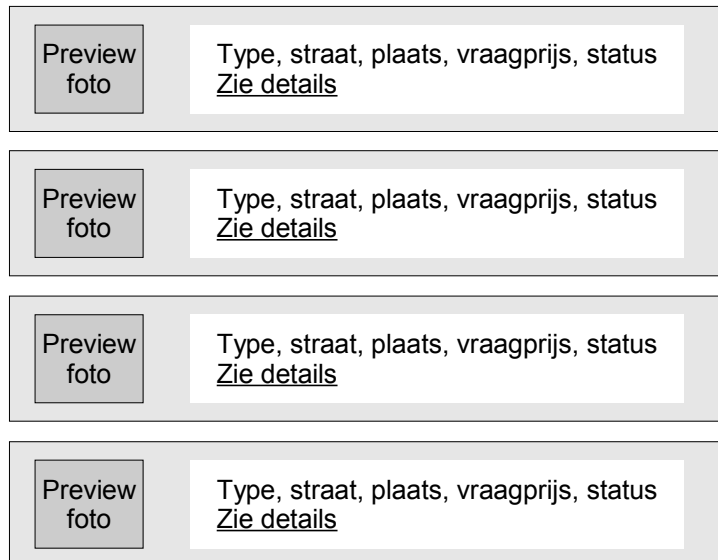 Preview
foto
Type, straat, plaats, vraagprijs, status
Zie details
Preview
foto
Type, straat, plaats, vraagprijs, status
Zie details
Preview
foto
Type, straat, plaats, vraagprijs, status
Zie details
Preview
foto
Type, straat, plaats, vraagprijs, status
Zie details